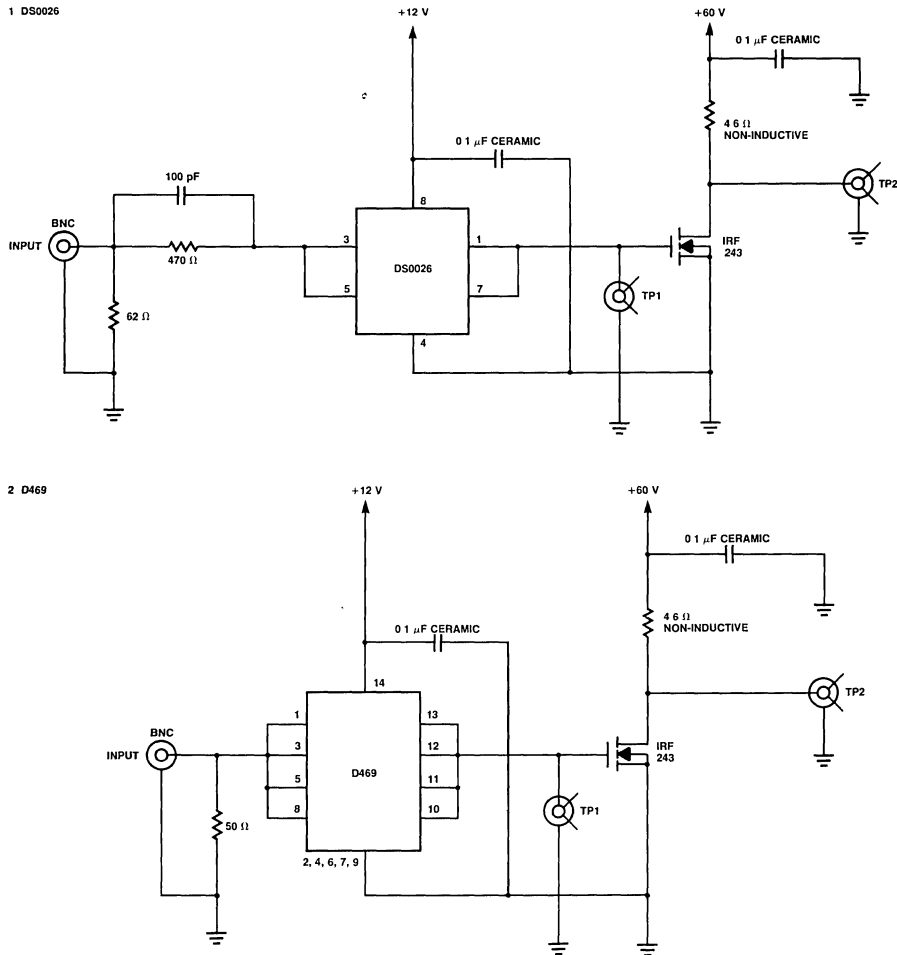 1 DS0026
+12 V
+60 V
0 1 μF CERAMIC
4 6 Ω
NON-INDUCTIVE
0 1 μF CERAMIC
100 pF
BNC
INPUT
470 Ω
62 Ω
8
3
5
DS0026
1
7
4
TP1
IRF
243
TP2
2 D469
+12 V
+60 V
0 1 μF CERAMIC
4 6 Ω
NON-INDUCTIVE
0 1 μF CERAMIC
14
BNC
INPUT
50 Ω
1
3
5
8
D469
13
12
11
10
2, 4, 6, 7, 9
TP1
IRF
243
TP2